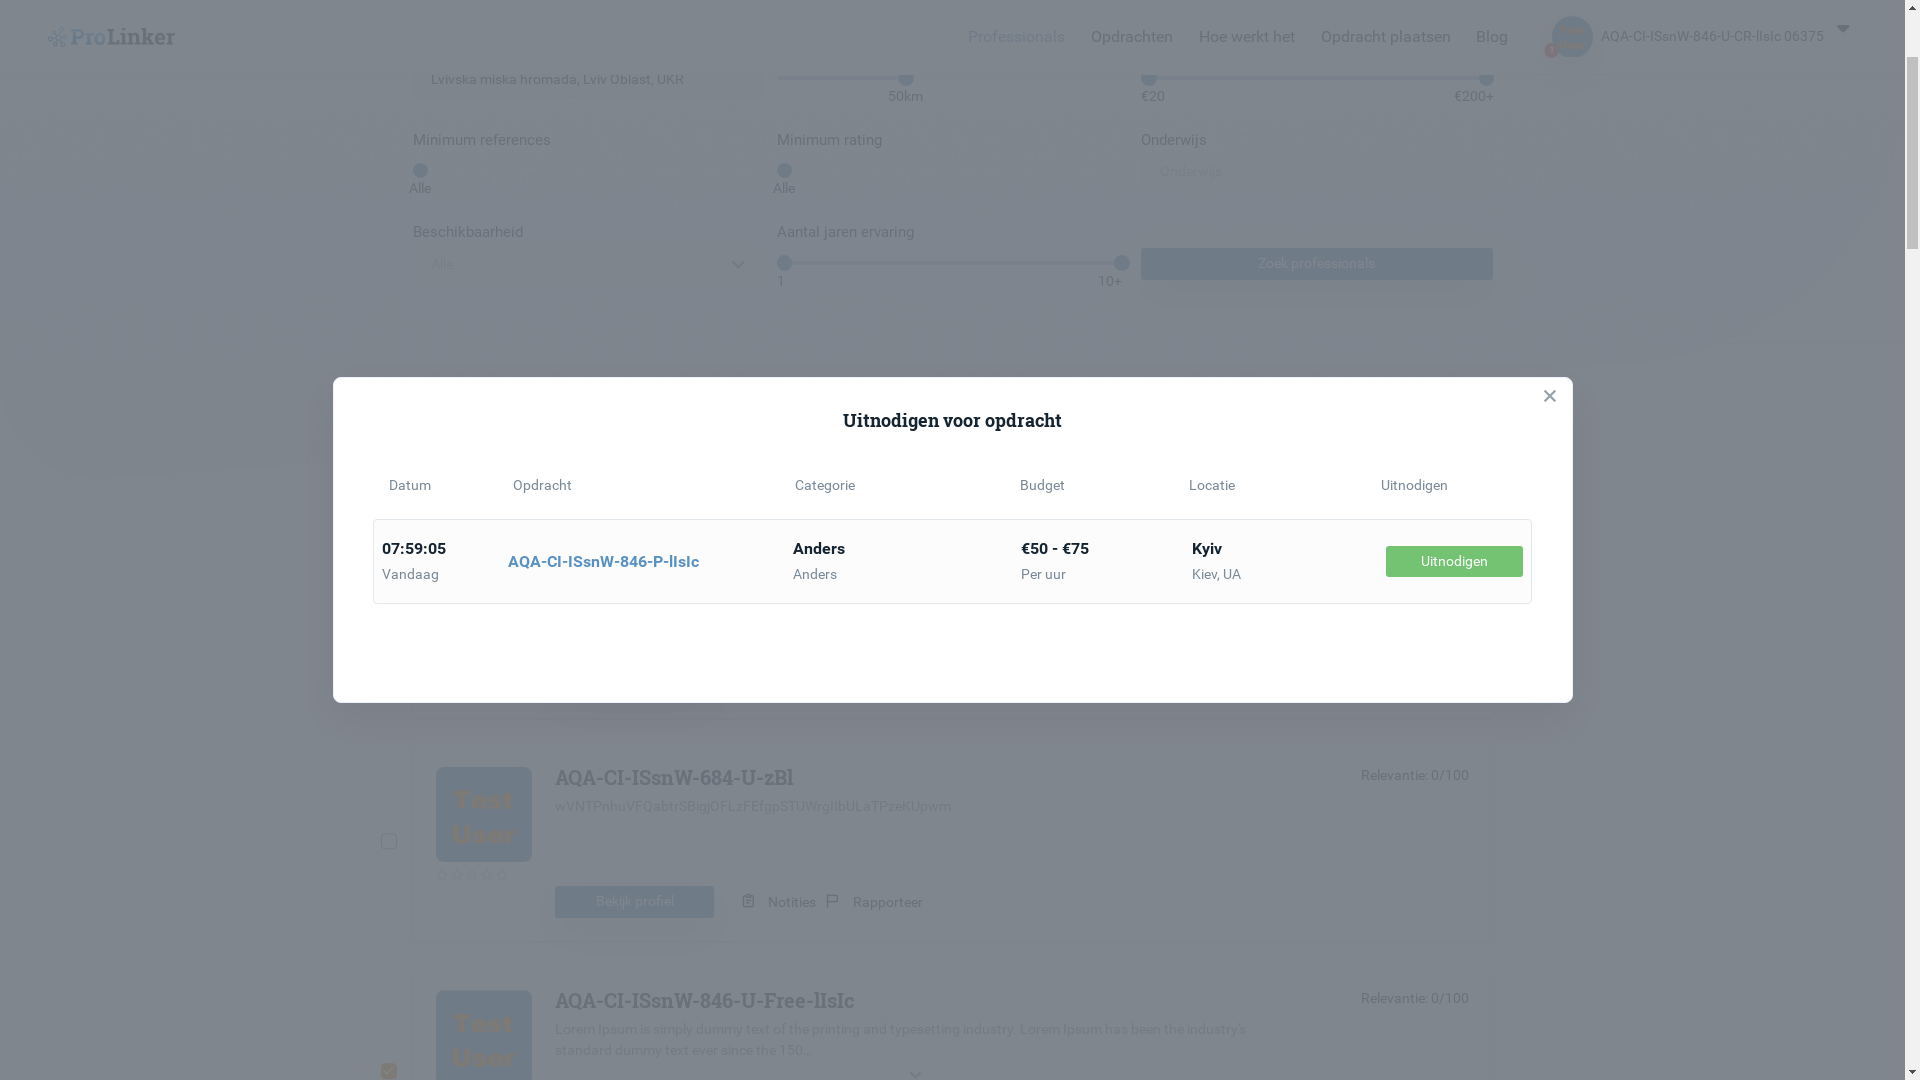 ProLinker
Professionals
Opdrachten
Hoe werkt het
Opdracht plaatsen
Blog
1
AQA-CI-ISsnW-846-U-CR-lIsIc 06375
Lvivska miska hromada, Lviv Oblast, UKR
50km
€20
€200+
Minimum references
Minimum rating
Onderwijs
Onderwijs
Alle
Alle
Beschikbaarheid
Aantal jaren ervaring
Alle
1
10+
Zoek professionals
Uitnodigen voor opdracht
Datum
Opdracht
Categorie
Budget
Locatie
Uitnodigen
07:59:05
Vandaag
AQA-CI-ISsnW-846-P-lIsIc
Anders
Anders
€50 - €75
Per uur
Kyiv
Kiev, UA
Uitnodigen
Test
User
AQA-CI-ISsnW-684-U-zBl
Relevantie: 0/100
Bekijk profiel
Notities
Rapporteer
Test
User
AQA-CI-ISsnW-846-U-Free-lIsIc
Relevantie: 0/100
Lorem Ipsum is simply dummy text of the printing and typesetting industry. Lorem Ipsum has been the industry's
standard dummy text ever since the 150...